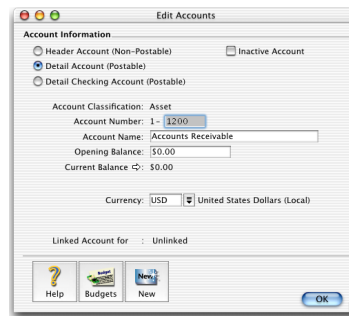 Edit Accounts
Account Information
Header Account (Non-Postable)
Inactive Account
Detail Account (Postable)
Detail Checking Account (Postable)
Account Classification: Asset
Account Number: 1- 1200
Account Name: Accounts Receivable
Opening Balance: $0.00
Current Balance ⇨: $0.00
Currency: USD United States Dollars (Local)
Linked Account for : Unlinked
Budget
New
Help Budgets New
OK